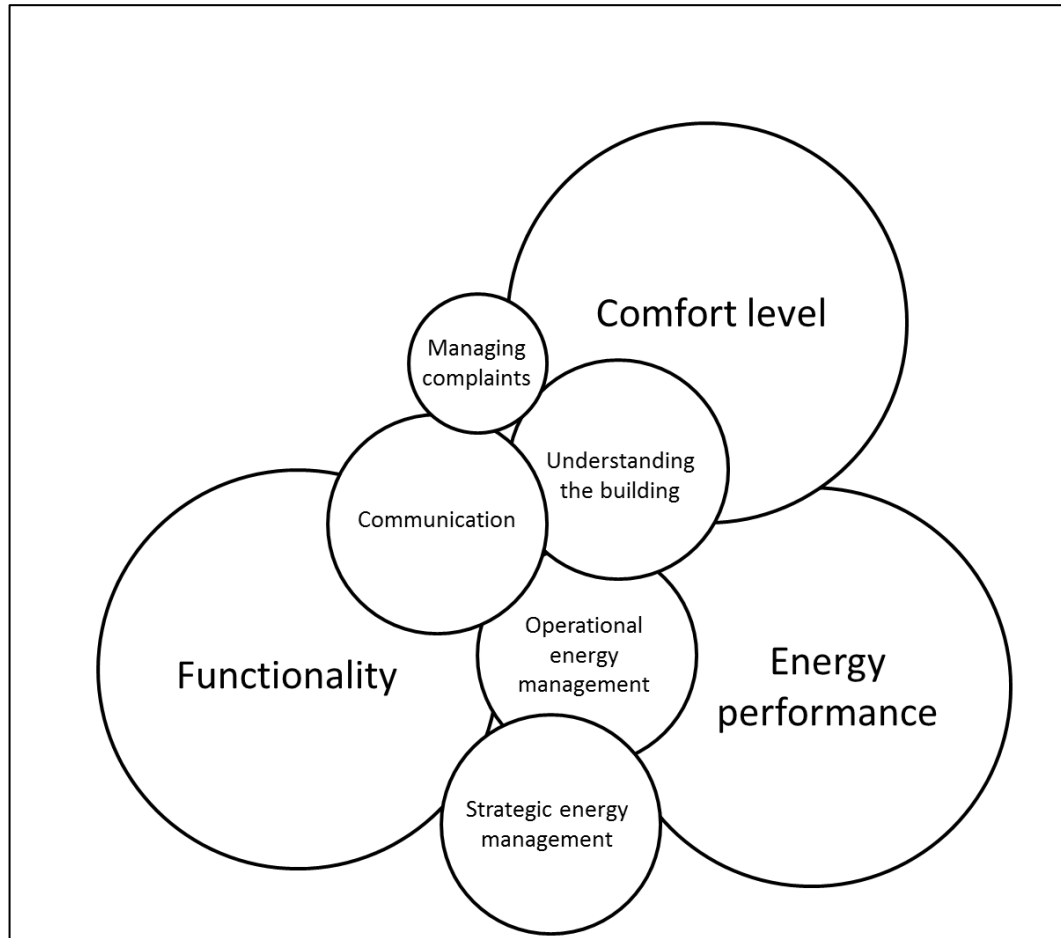 Comfort level
Managing
complaints
Understanding
the building
Communication
Operational
energy
management
Functionality
Energy
performance
Strategic energy
management